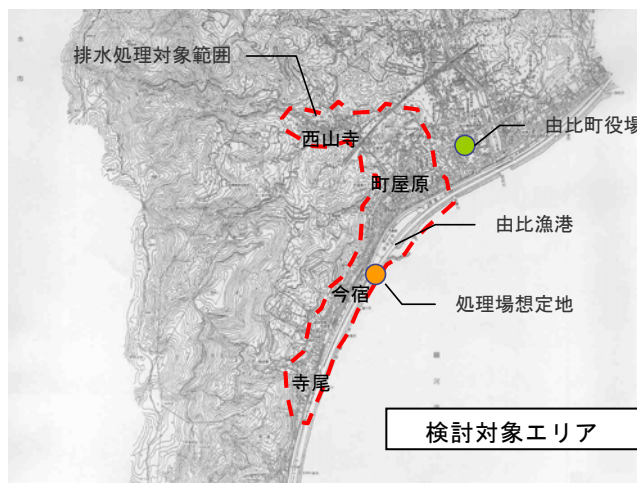 排水処理対象範囲
西山寺
由比町役場
町屋原
由比漁港
今宿
処理場想定地
寺尾
検討対象エリア